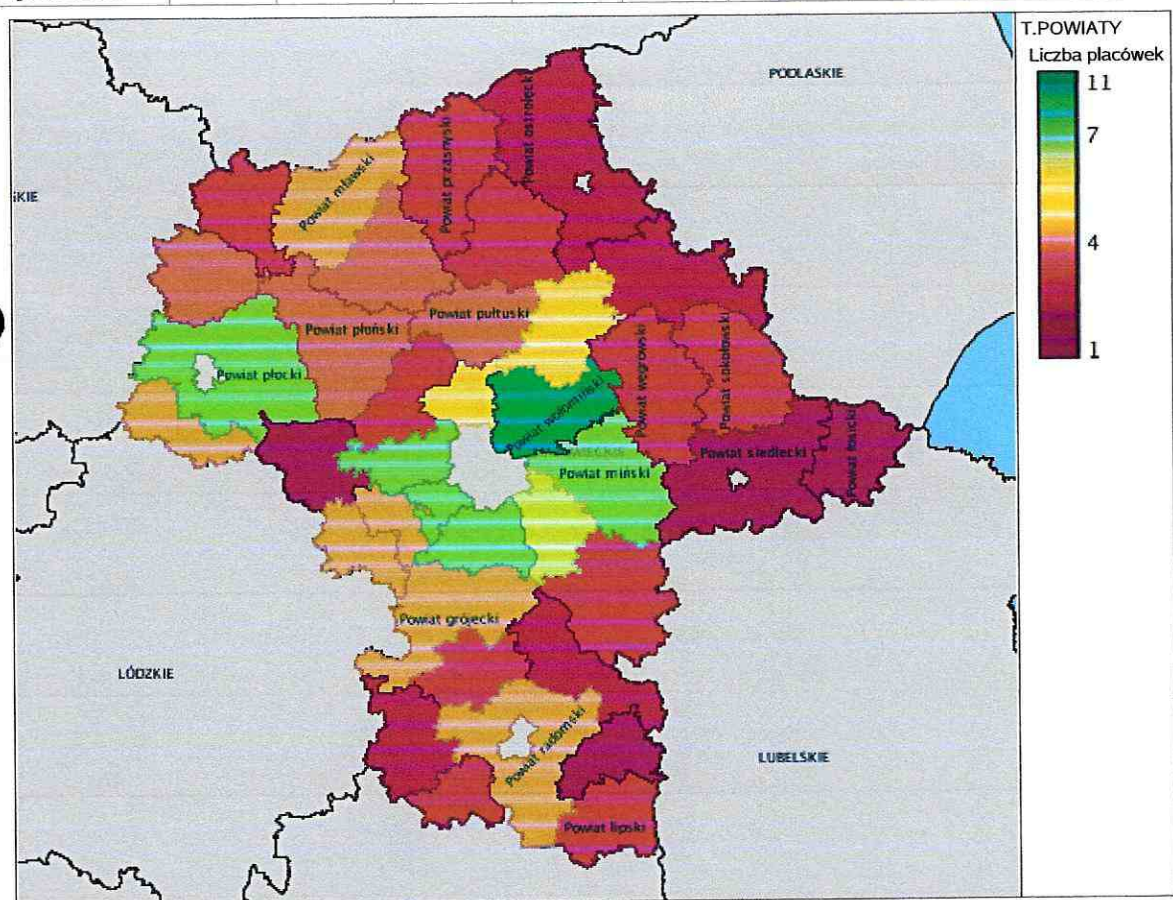 T.POWIATY
Liczba placówek
11
7
4
1
PODLASKIE
SKIE
Powiat ostrołęcki
Powiat przasnyski
Powiat mławski
Powiat pułtuski
Powiat płoński
Powiat płocki
Powiat węgrowski
Powiat sokołowski
Powiat wołomiński
Powiat siedlecki
Powiat łosicki
Powiat miński
Powiat grójecki
ŁÓDZKIE
Powiat radomski
LUBELSKIE
Powiat lipski